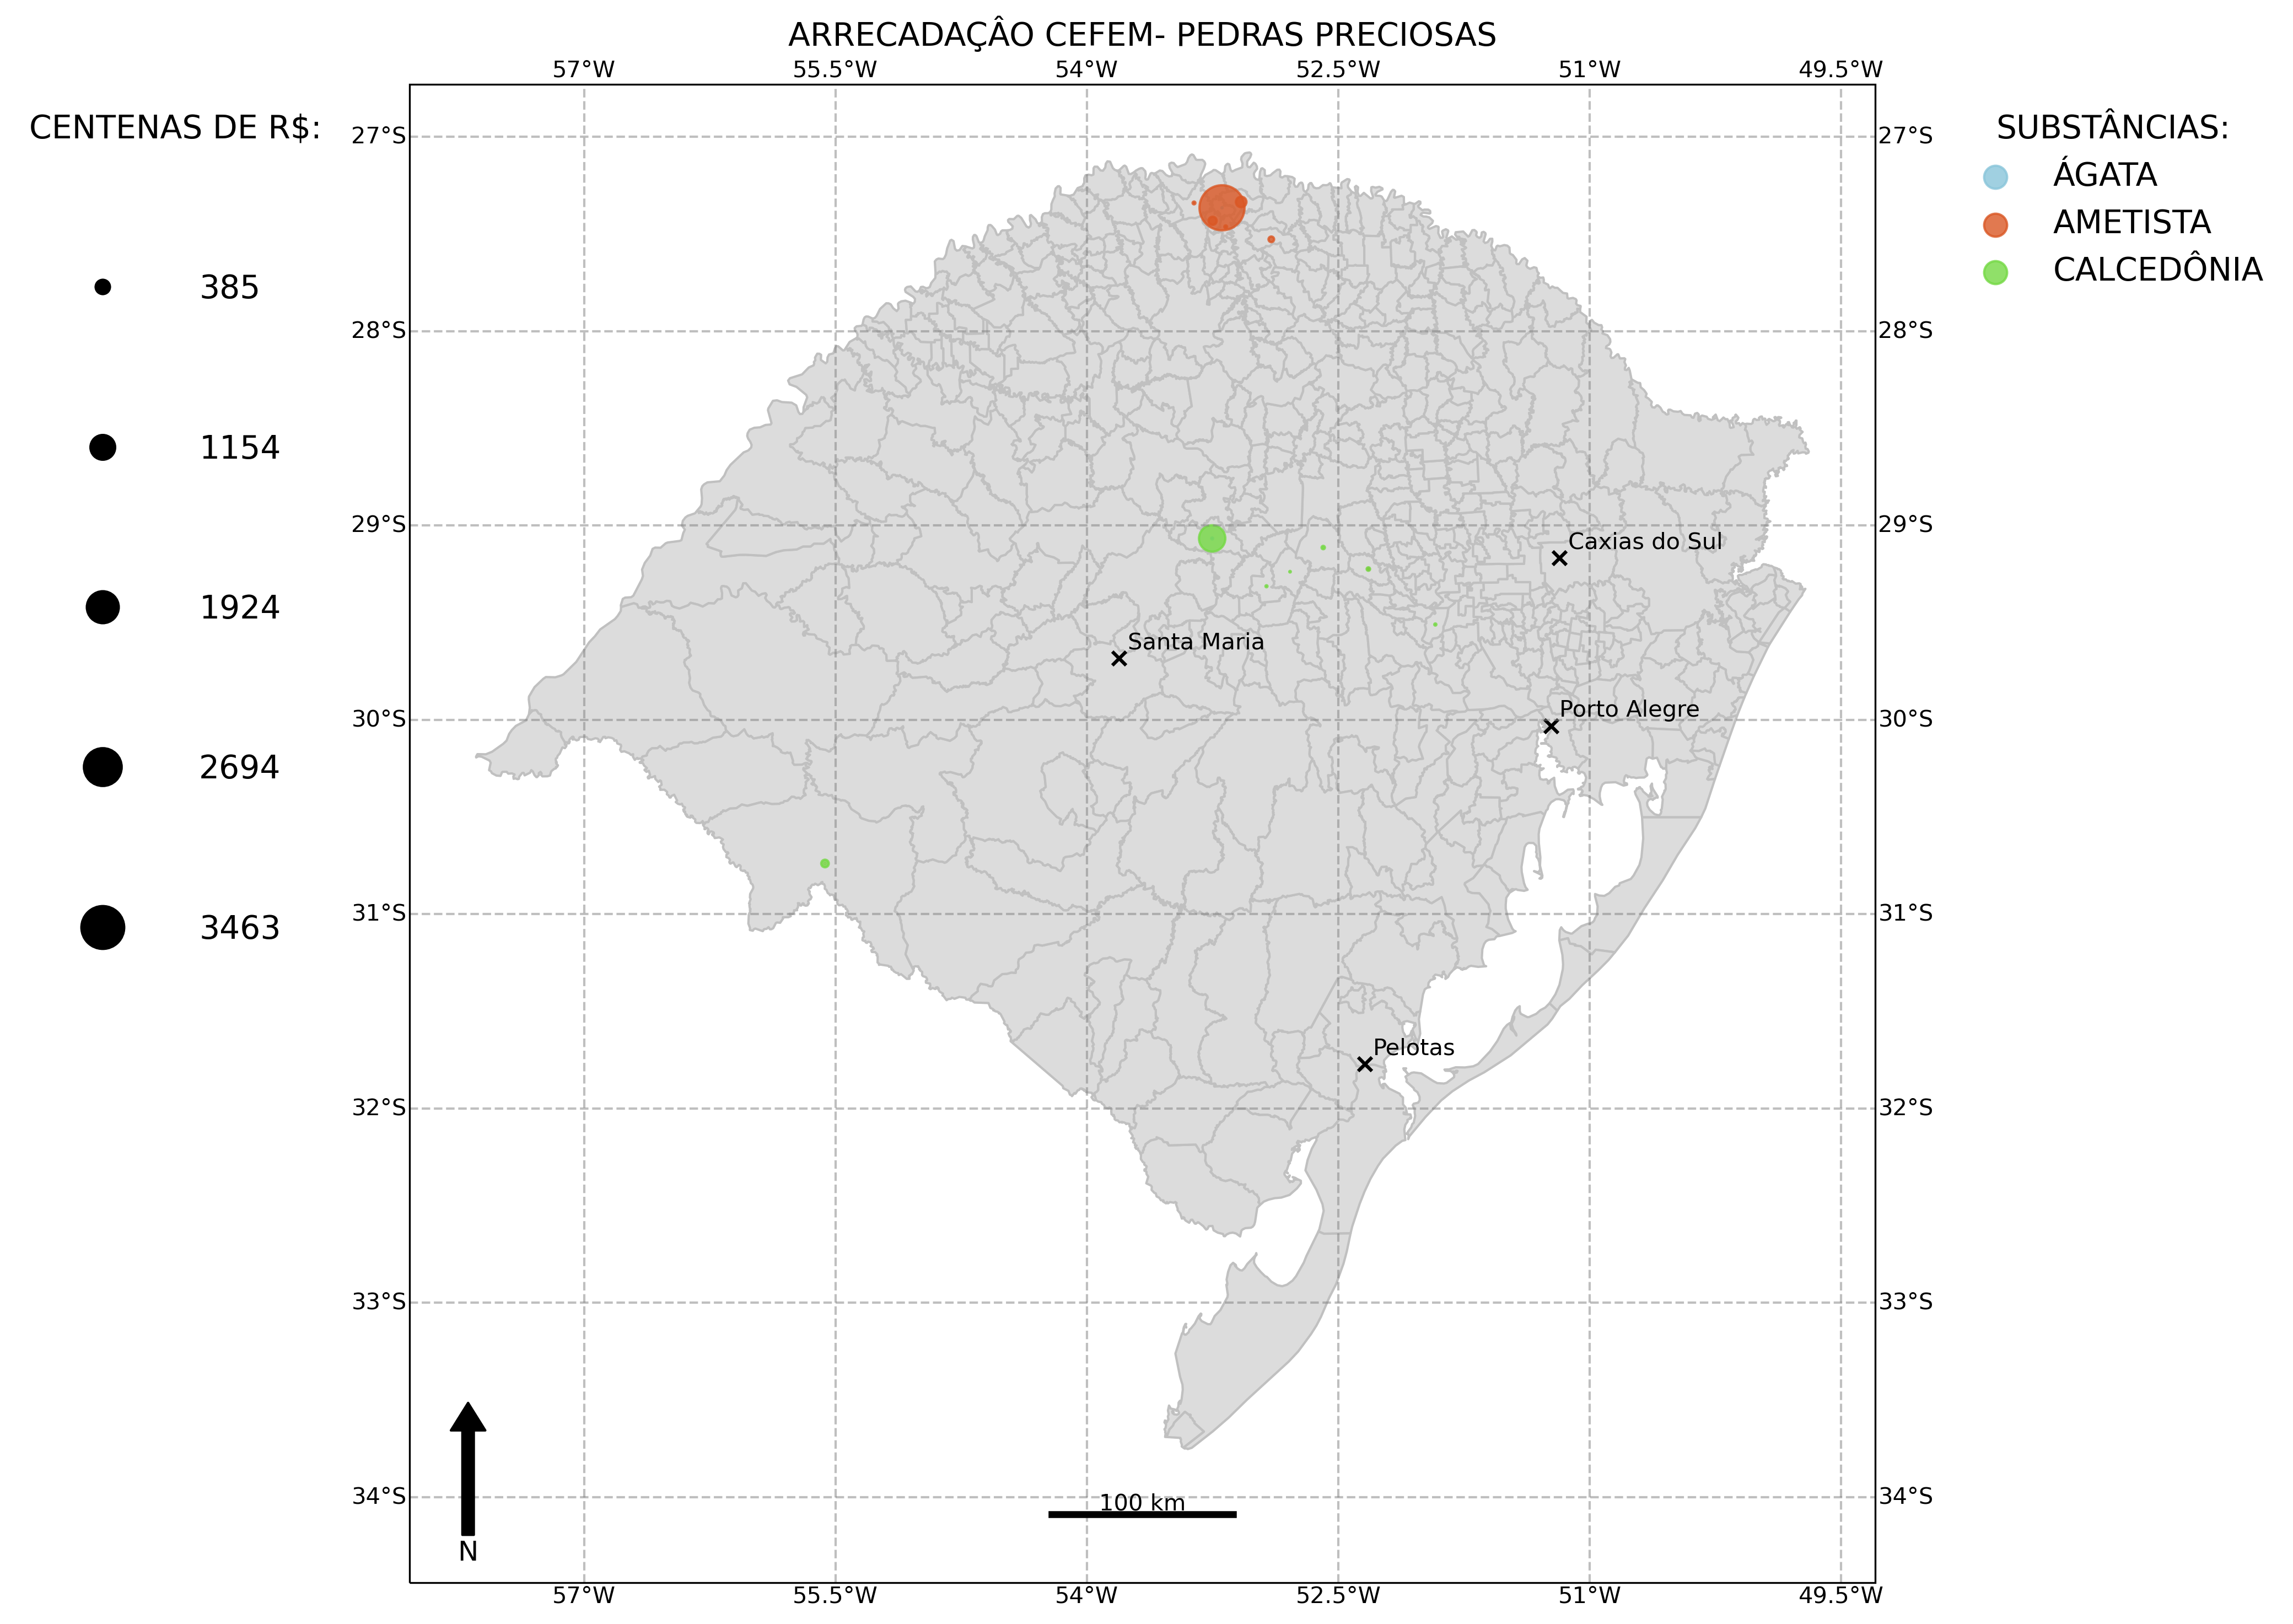 ARRECADAÇÂO CEFEM- PEDRAS PRECIOSAS
57°W 55.5°W 54°W 52.5°W 51°W 49.5°W
CENTENAS DE R$:
385
1154
1924
2694
3463
27°S
28°S
29°S
30°S
31°S
32°S
33°S
34°S
Caxias do Sul
Santa Maria
Porto Alegre
Pelotas
100 km
N
27°S
28°S
29°S
30°S
31°S
32°S
33°S
34°S
SUBSTÂNCIAS:
ÁGATA
AMETISTA
CALCEDÔNIA
57°W 55.5°W 54°W 52.5°W 51°W 49.5°W